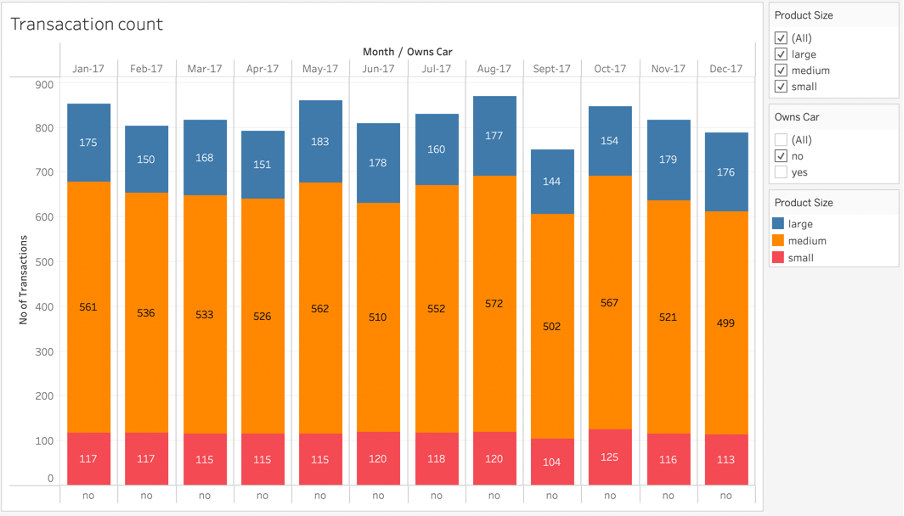 Transacation count
Month / Owns Car
Jan-17 Feb-17 Mar-17 Apr-17 May-17 Jun-17 Jul-17 Aug-17 Sept-17 Oct-17 Nov-17 Dec-17
No of Transactions
900
800
700
600
500
400
300
200
100
0
175 150 168 151 183 178 160 177 144 154 179 176
561 536 533 526 562 510 552 572 502 567 521 499
117 117 115 115 115 120 118 120 104 125 116 113
no no no no no no no no no no no no
Product Size
(All)
large
medium
small
Owns Car
(All)
no
yes
Product Size
large
medium
small